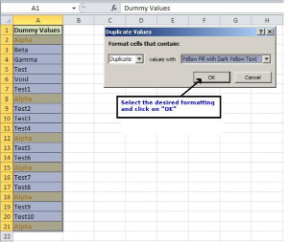 A1 fx Dummy Values
A B C D E F G H
1 Dummy Values
2 Alpha
3 Beta
4 Gamma
5 Test
6 Void
7 Test1
8 Alpha
9 Test2
10 Test3
11 Test4
12 Alpha
13 Test5
14 Test6
15 Alpha
16 Test7
17 Test8
18 Alpha
19 Test9
20 Test10
21 Alpha
22
Duplicate Values
Format cells that contain:
Duplicate values with Yellow Fill with Dark Yellow Text
OK Cancel
Select the desired formatting
and click on "OK"